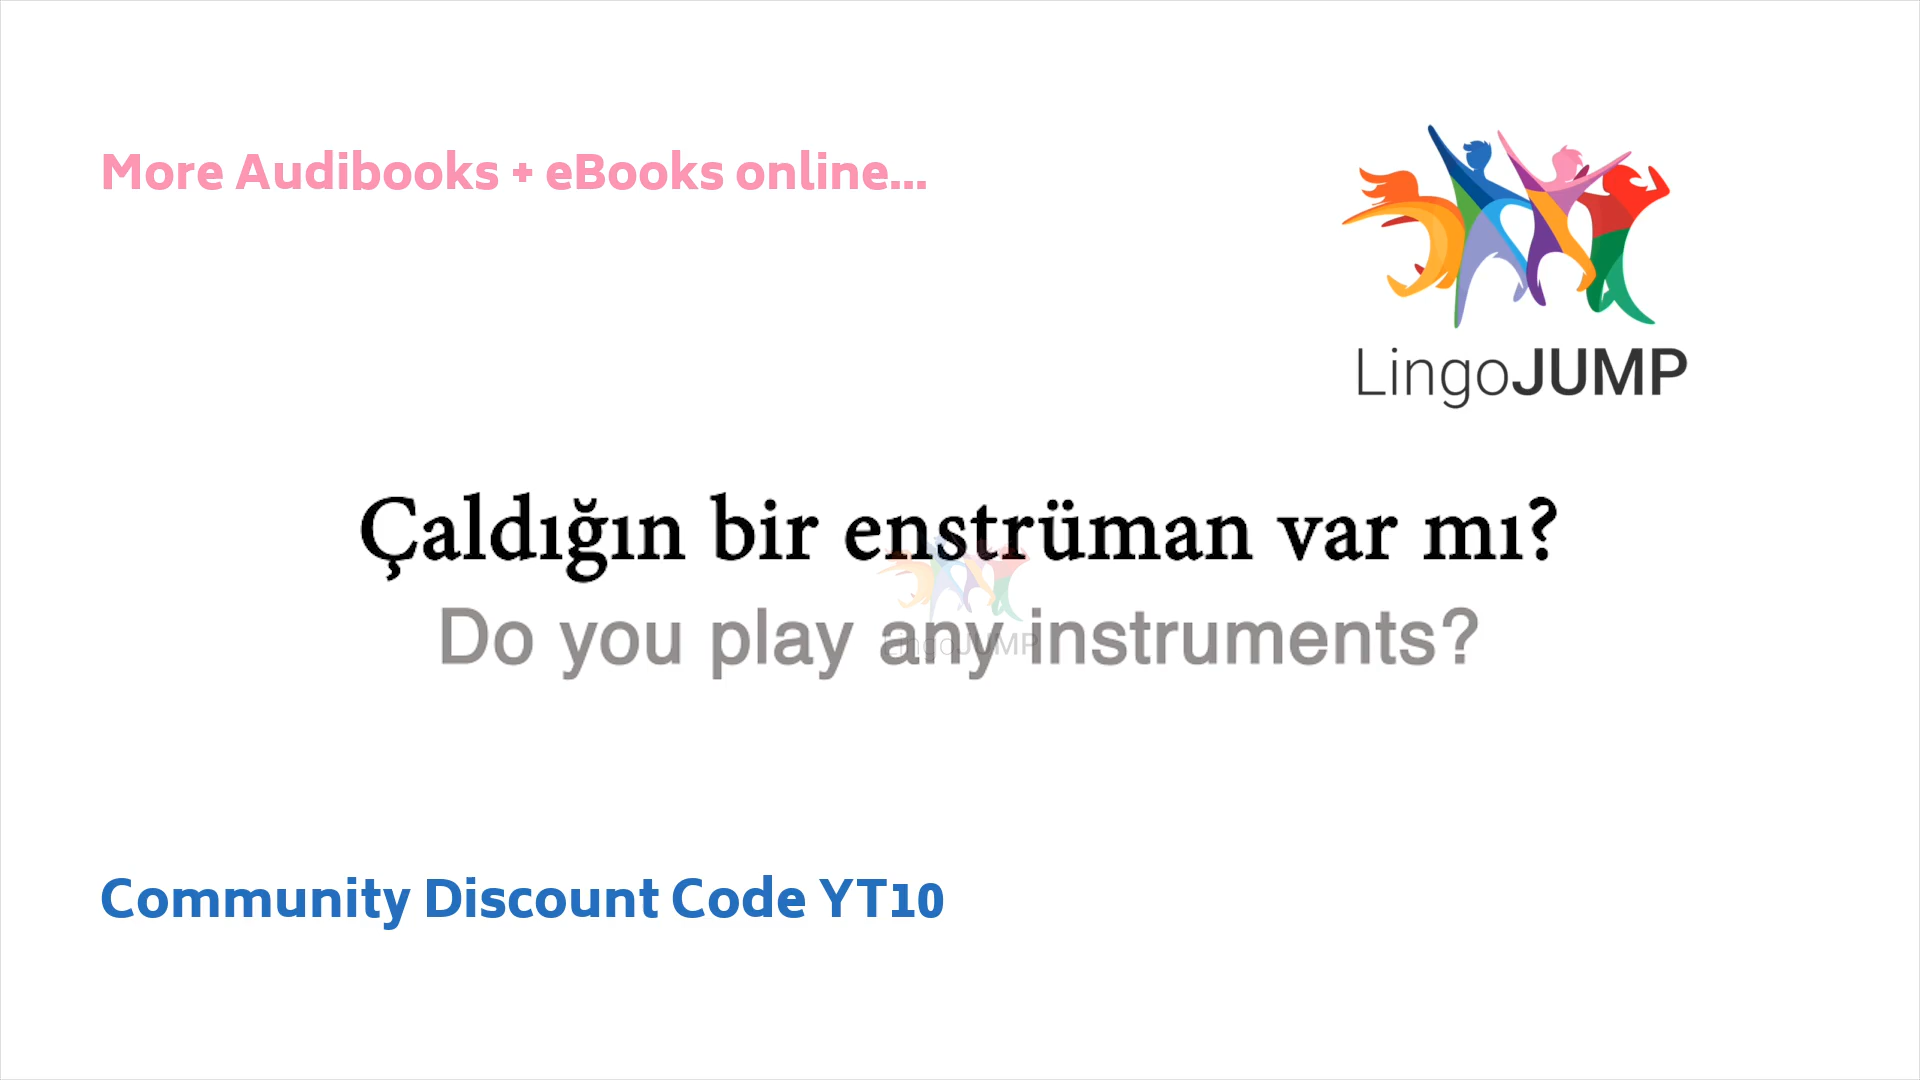 More Audibooks + eBooks online...
LingoJUMP
Çaldığın bir enstrüman var mı?
Do you play any instruments?
LingoJUMP
Community Discount Code YT10